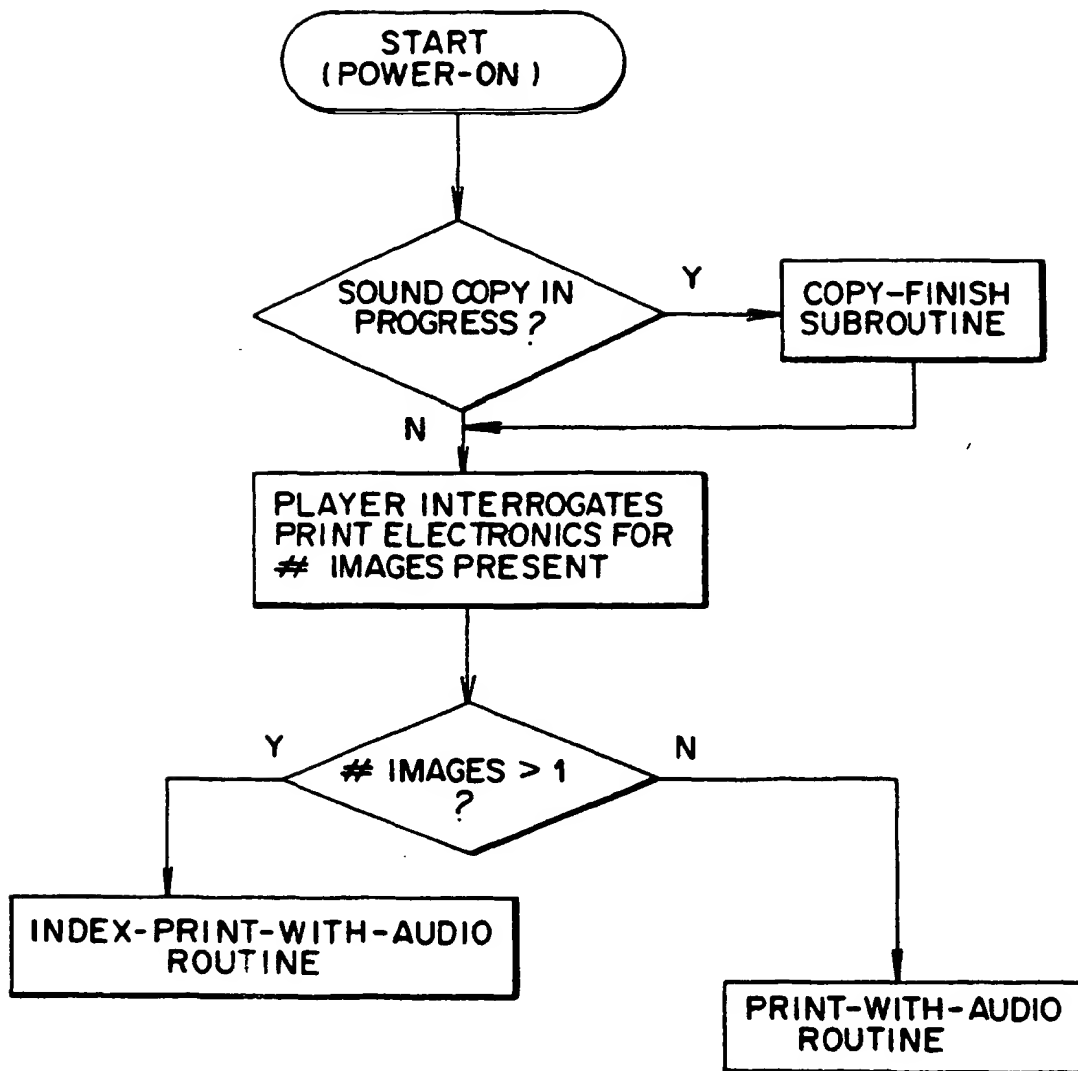 START
(POWER-ON)
SOUND COPY IN
PROGRESS?
Y
COPY-FINISH
SUBROUTINE
N
PLAYER INTERROGATES
PRINT ELECTRONICS FOR
# IMAGES PRESENT
Y
# IMAGES > 1
?
N
INDEX-PRINT-WITH-AUDIO
ROUTINE
PRINT-WITH-AUDIO
ROUTINE